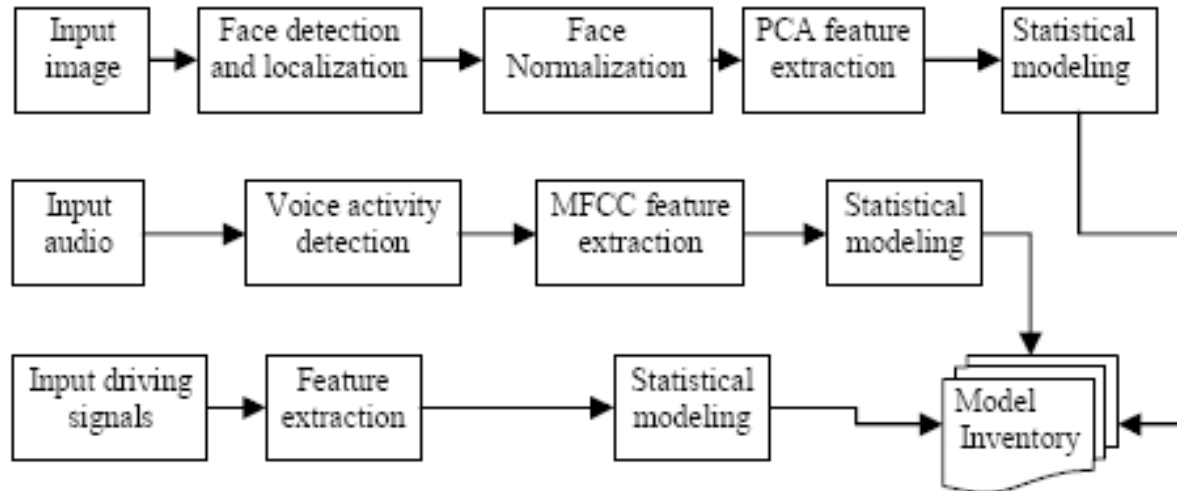 Input
image
Face detection
and localization
Face
Normalization
PCA feature
extraction
Statistical
modeling
Input
audio
Voice activity
detection
MFCC feature
extraction
Statistical
modeling
Input driving
signals
Feature
extraction
Statistical
modeling
Model
Inventory